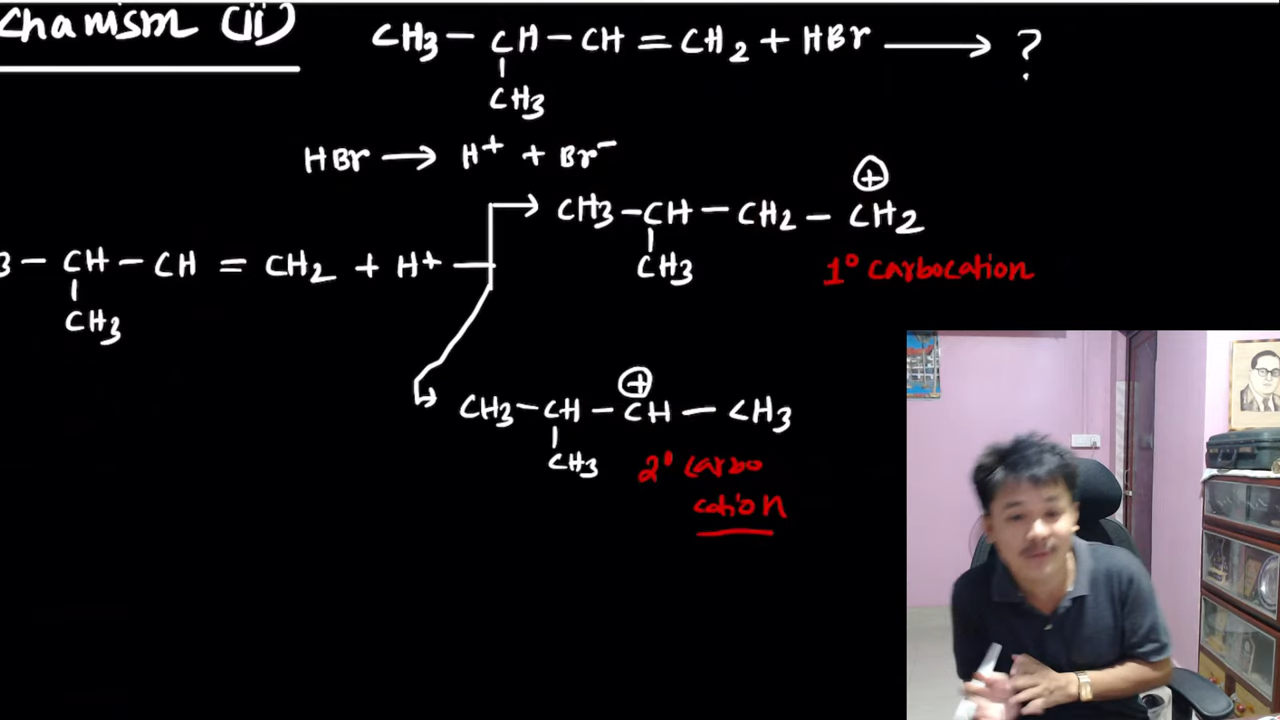 chanism (ii)
CH3 — CH — CH = CH2 + HBr ⟶ ?
|
CH3
HBr ⟶ H+ + Br−
⊕
CH3 — CH — CH2 — CH2
|
CH3
1° carbocation
3 — CH — CH = CH2 + H+
|
CH3
⊕
CH3 — CH — CH — CH3
|
CH3
2° carbo
cation